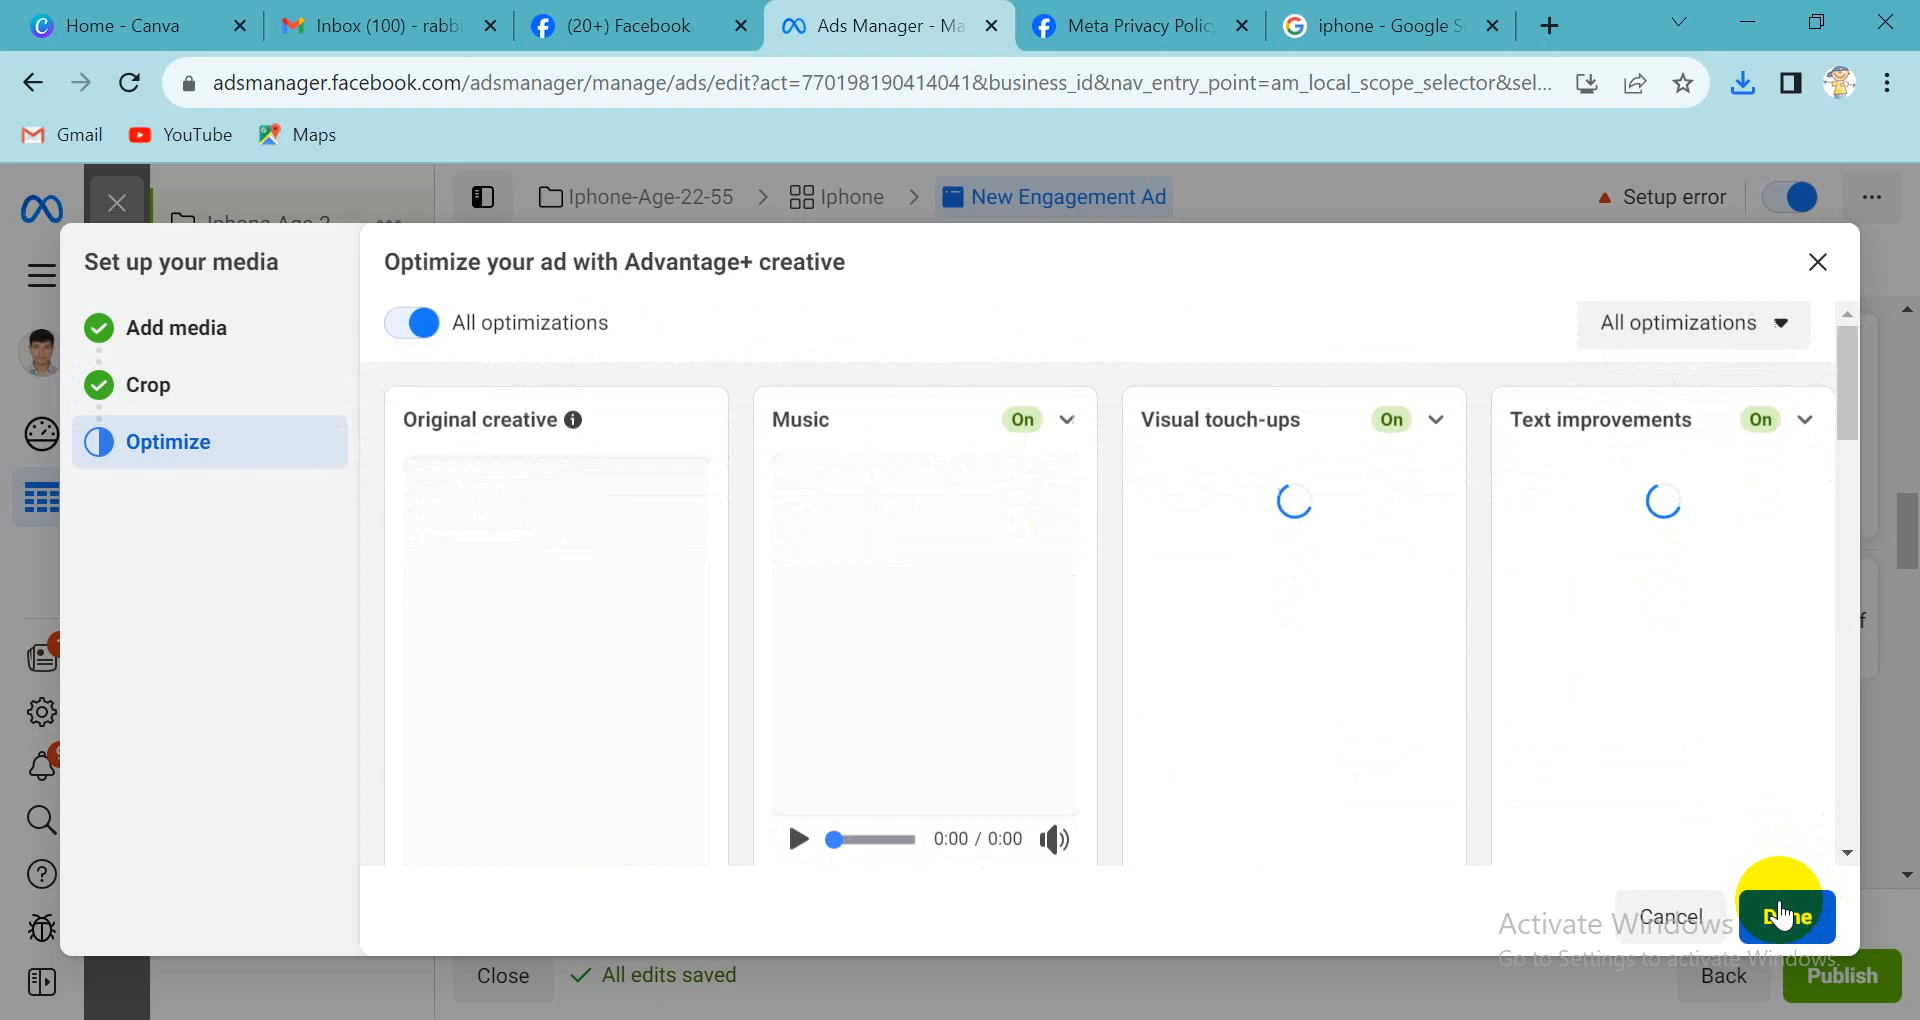 Home - Canva
Inbox (100) - rabbi
(20+) Facebook
Ads Manager - Ma
Meta Privacy Polic
iphone - Google S
adsmanager.facebook.com/adsmanager/manage/ads/edit?act=770198190414041&business_id&nav_entry_point=am_local_scope_selector&sel...
Gmail
YouTube
Maps
Iphone-Age-22-55
Iphone
New Engagement Ad
Setup error
Set up your media
Add media
Crop
Optimize
Optimize your ad with Advantage+ creative
All optimizations
All optimizations
Original creative
Music
On
Visual touch-ups
On
Text improvements
On
0:00 / 0:00
Cancel
Done
Activate Windows
Go to Settings to activate Windows.
Close
All edits saved
Back
Publish